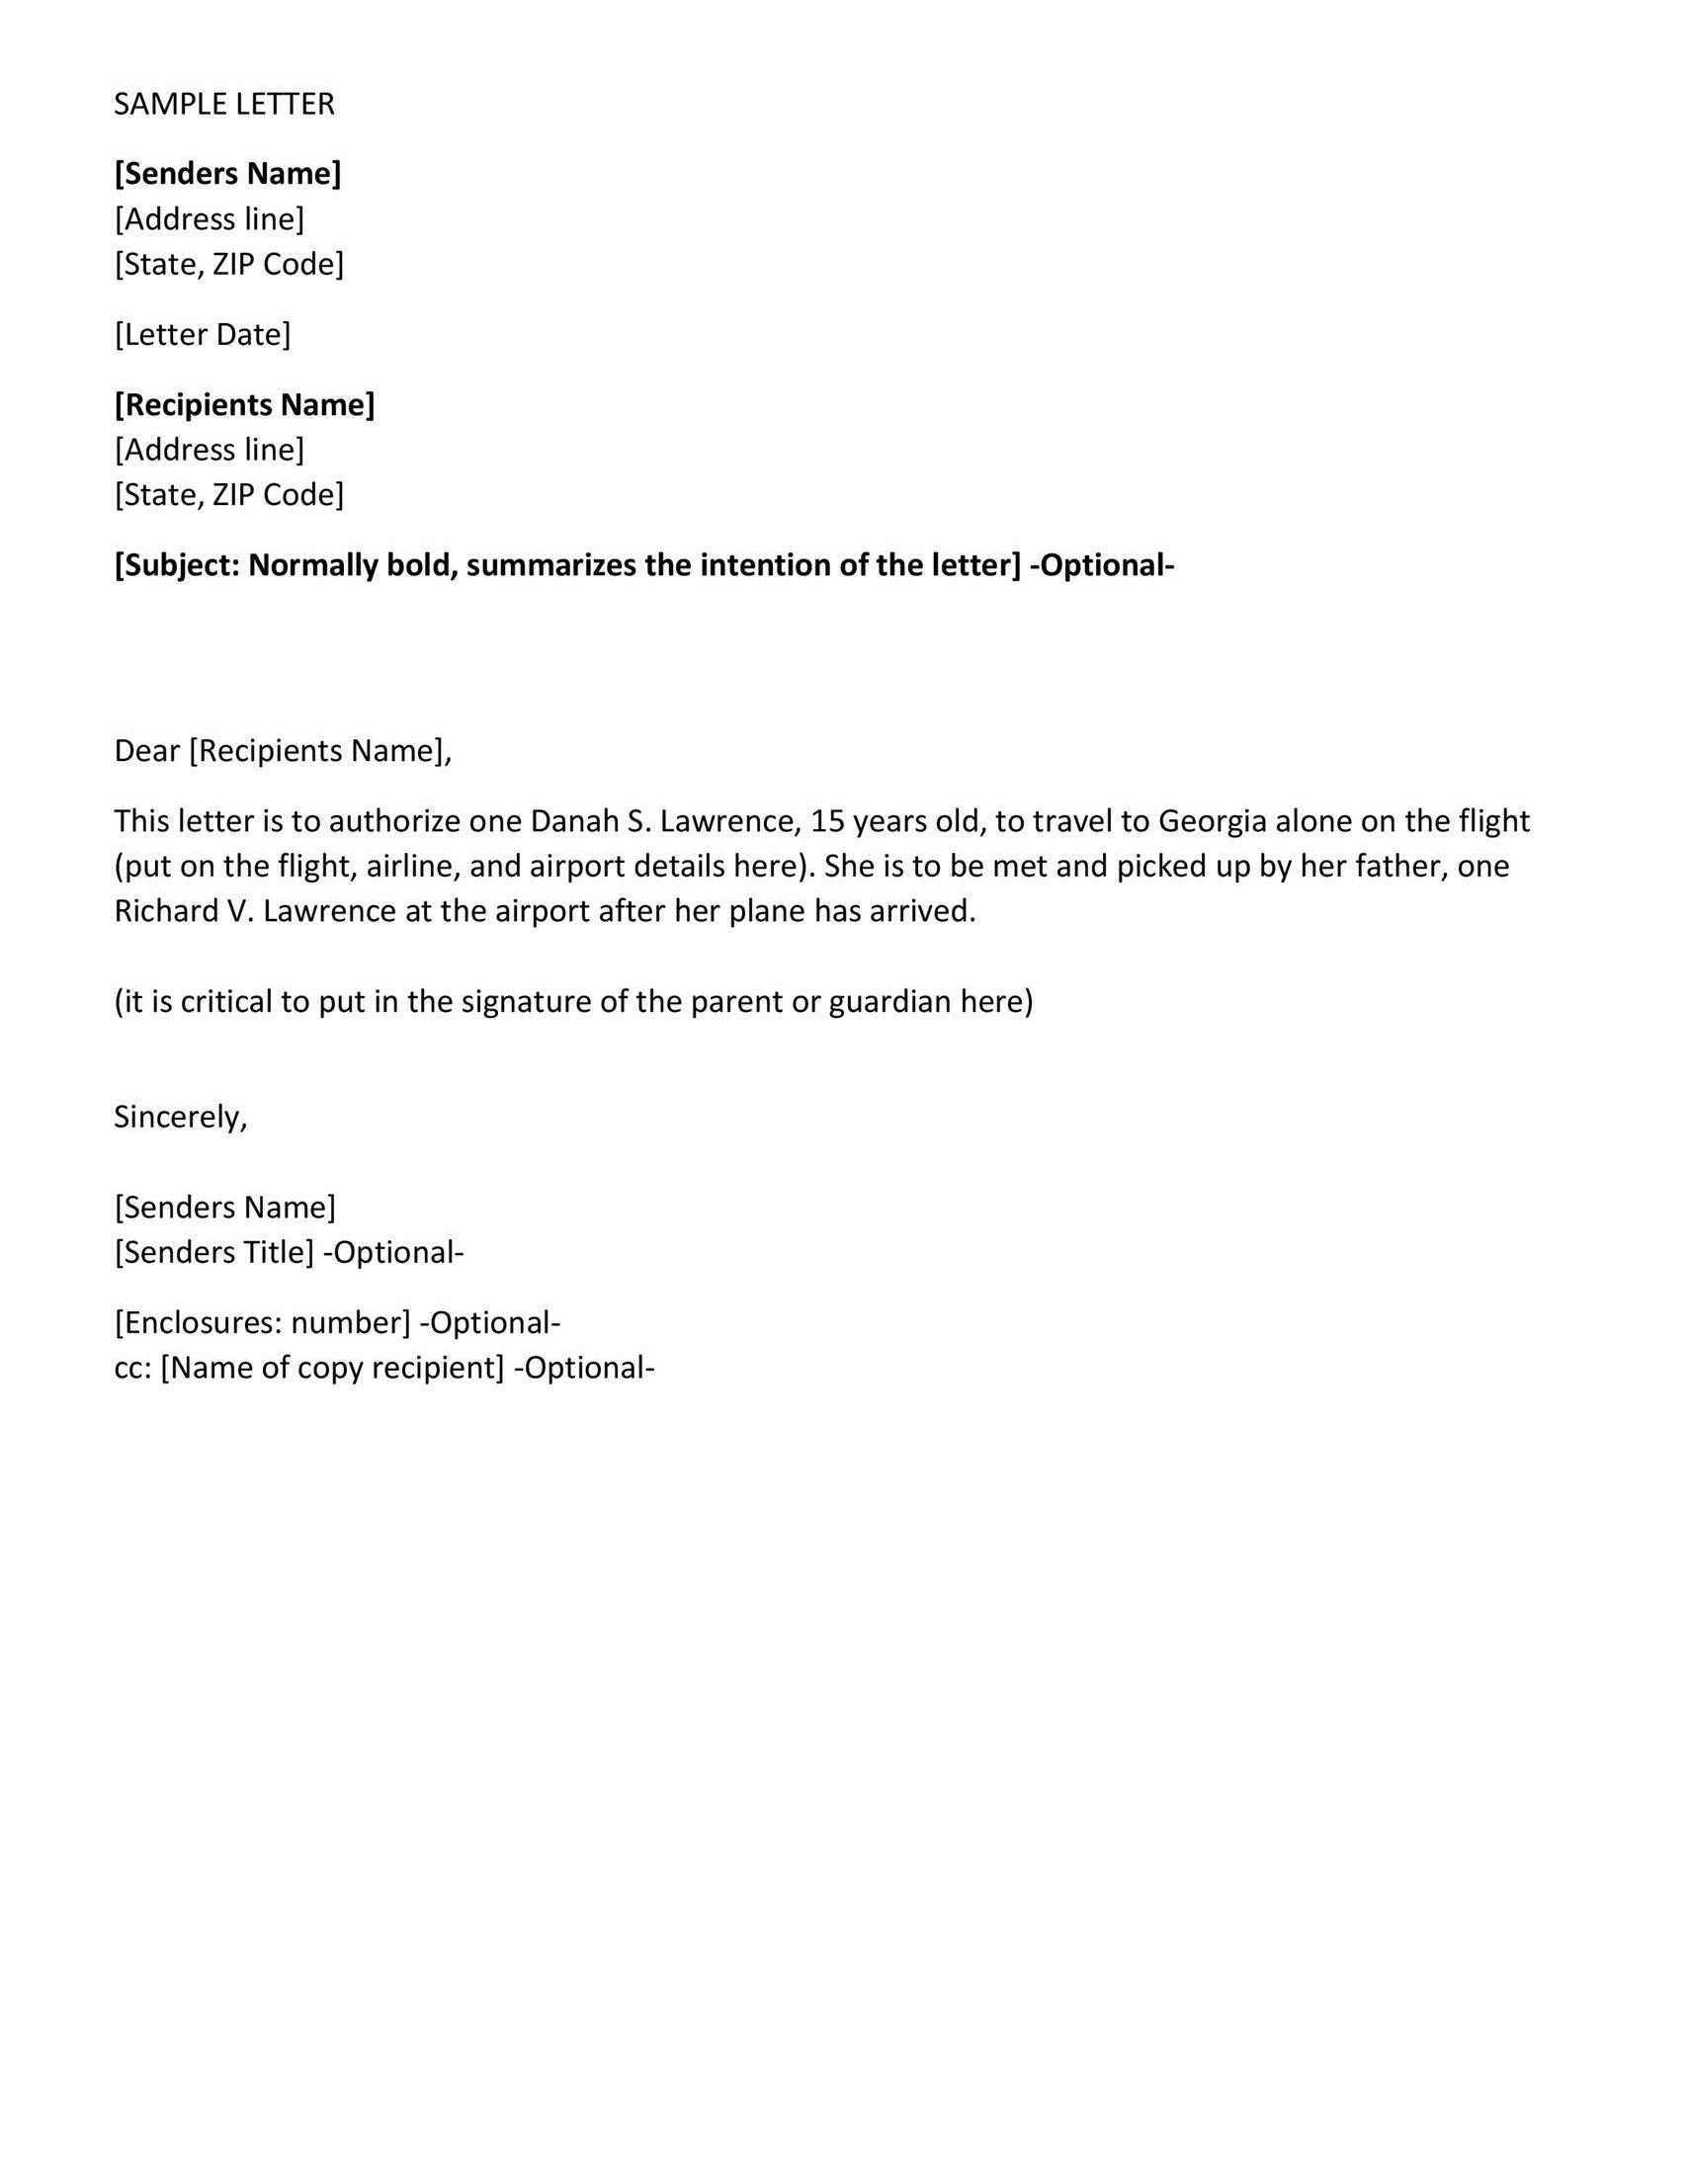 SAMPLE LETTER
[Senders Name]
[Address line]
[State, ZIP Code]
[Letter Date]
[Recipients Name]
[Address line]
[State, ZIP Code]
[Subject: Normally bold, summarizes the intention of the letter] -Optional-
Dear [Recipients Name],
This letter is to authorize one Danah S. Lawrence, 15 years old, to travel to Georgia alone on the flight
(put on the flight, airline, and airport details here). She is to be met and picked up by her father, one
Richard V. Lawrence at the airport after her plane has arrived.
(it is critical to put in the signature of the parent or guardian here)
Sincerely,
[Senders Name]
[Senders Title] -Optional-
[Enclosures: number] -Optional-
cc: [Name of copy recipient] -Optional-